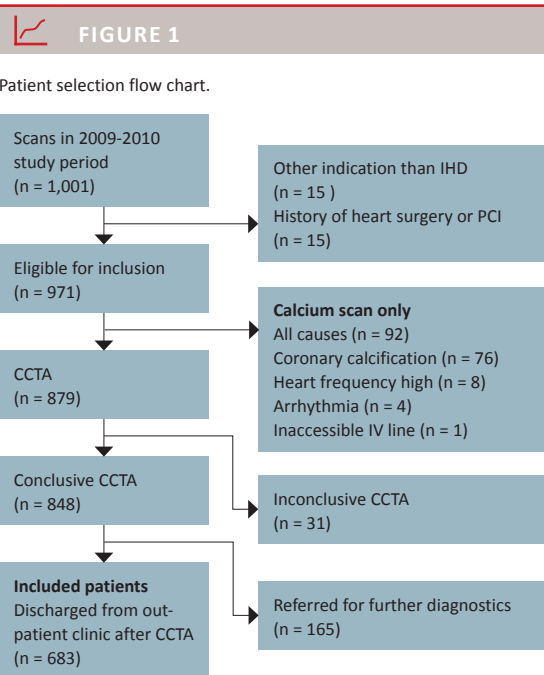 FIGURE 1
Patient selection flow chart.
Scans in 2009-2010
study period
(n = 1,001)
Other indication than IHD
(n = 15 )
History of heart surgery or PCI
(n = 15)
Eligible for inclusion
(n = 971)
Calcium scan only
All causes (n = 92)
Coronary calcification (n = 76)
Heart frequency high (n = 8)
Arrhythmia (n = 4)
Inaccessible IV line (n = 1)
CCTA
(n = 879)
Inconclusive CCTA
(n = 31)
Conclusive CCTA
(n = 848)
Referred for further diagnostics
(n = 165)
Included patients
Discharged from out-
patient clinic after CCTA
(n = 683)